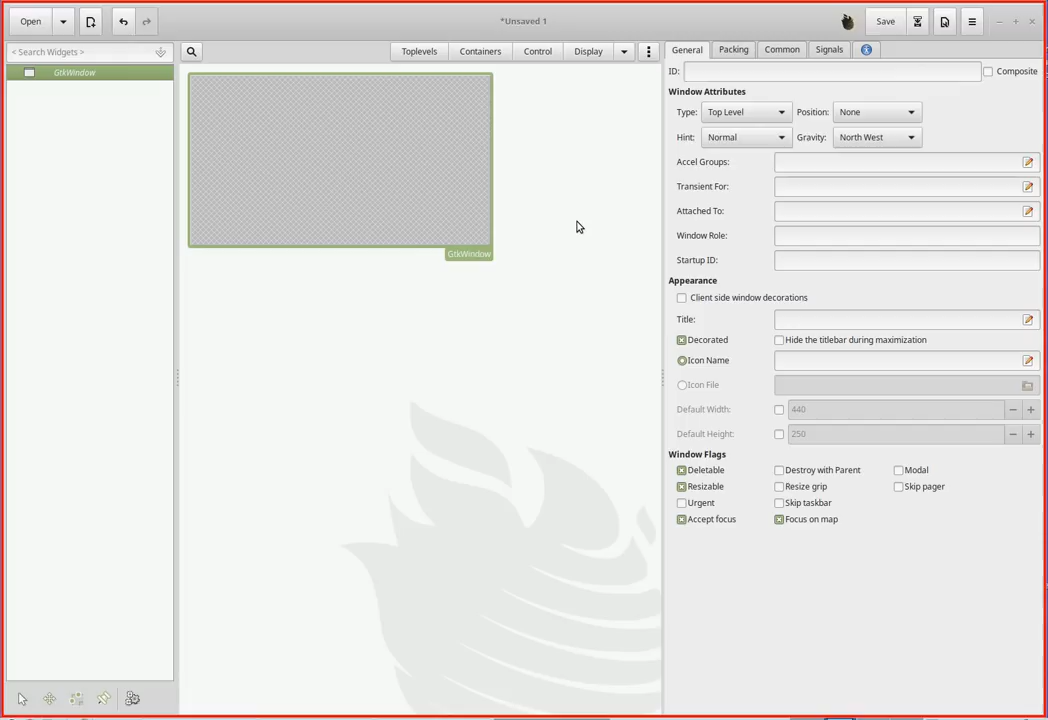 Open
*Unsaved 1
Save
< Search Widgets >
Toplevels Containers Control Display
General Packing Common Signals
GtkWindow
GtkWindow
ID: Composite
Window Attributes
Type: Top Level Position: None
Hint: Normal Gravity: North West
Accel Groups:
Transient For:
Attached To:
Window Role:
Startup ID:
Appearance
Client side window decorations
Title:
Decorated Hide the titlebar during maximization
Icon Name
Icon File
Default Width: 440
Default Height: 250
Window Flags
Deletable Destroy with Parent Modal
Resizable Resize grip Skip pager
Urgent Skip taskbar
Accept focus Focus on map